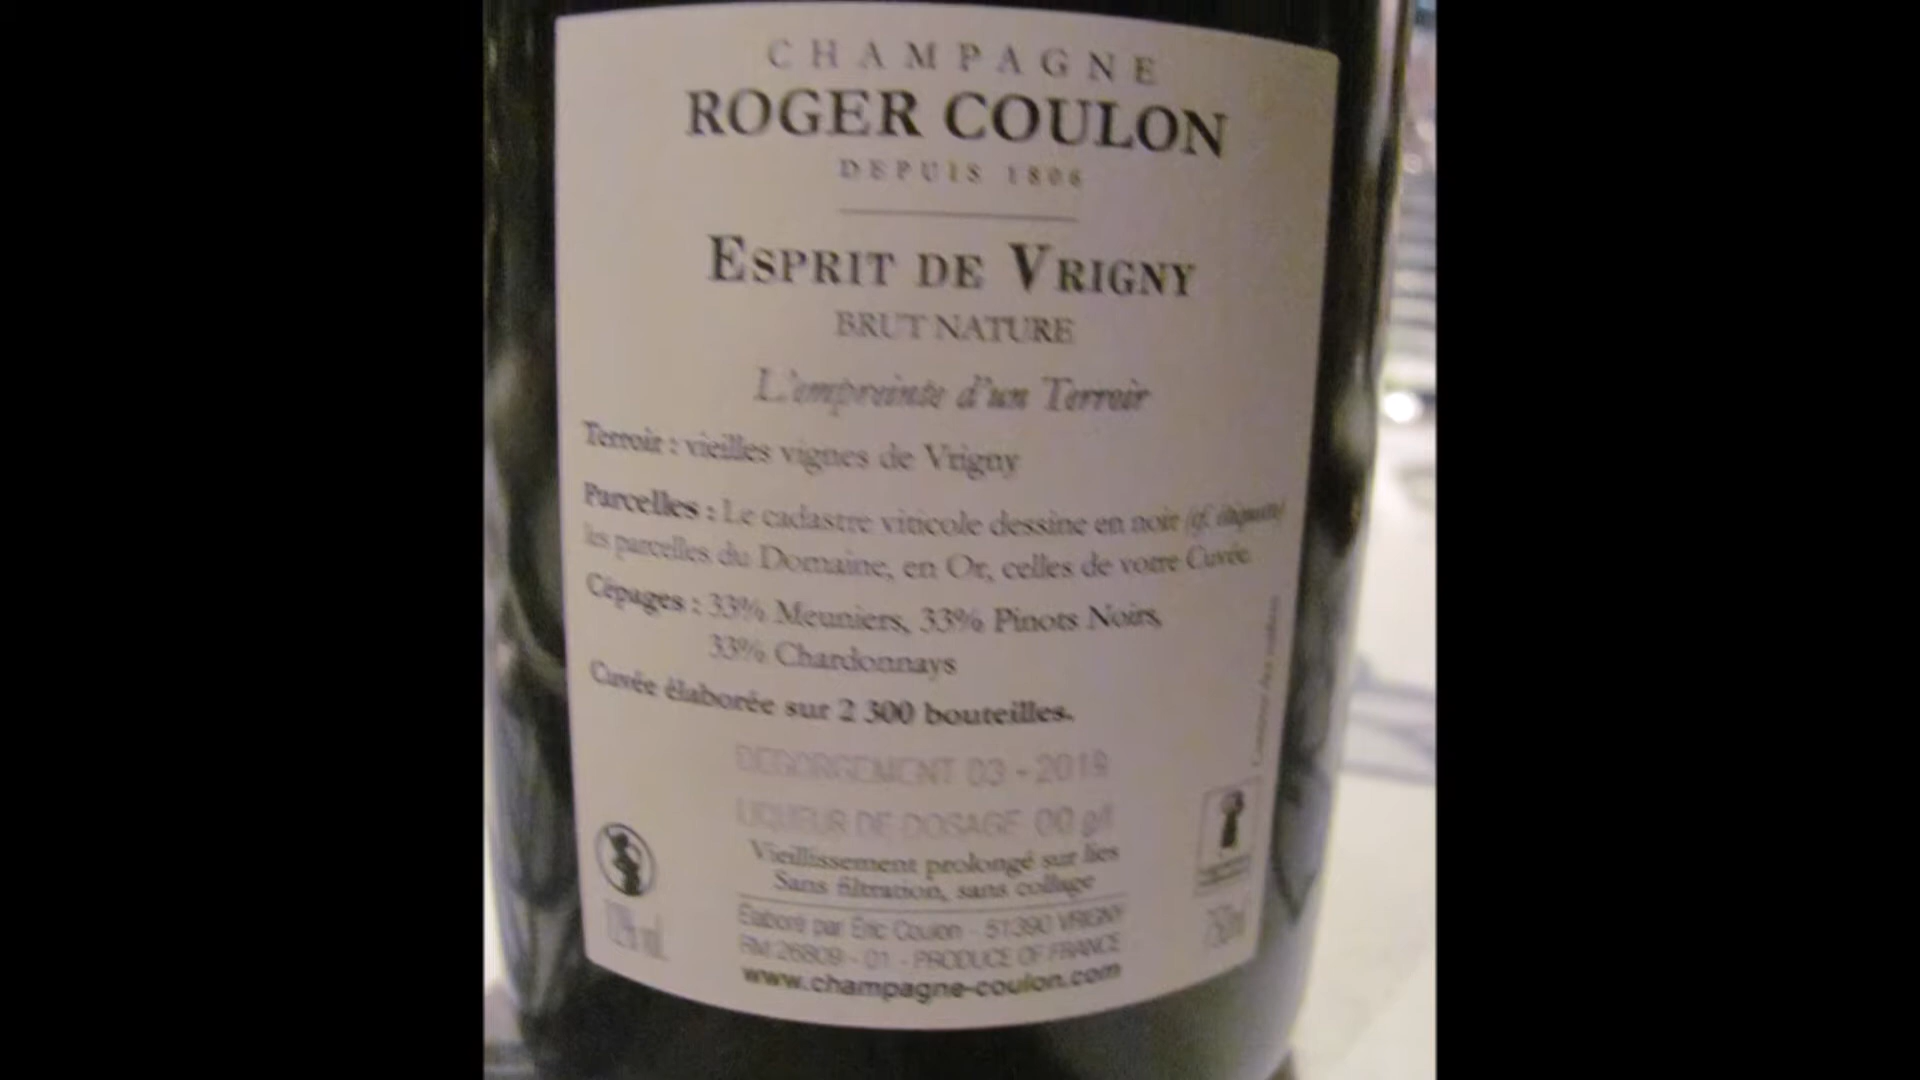 CHAMPAGNE
ROGER COULON
DEPUIS 1806
ESPRIT DE VRIGNY
BRUT NATURE
L'empreinte d'un Terroir
Terroir : vieilles vignes de Vrigny
Parcelles : Le cadastre viticole dessine en noir (cf. étiquette)
les parcelles du Domaine, en Or, celles de votre Cuvée.
Cépages : 33% Meuniers, 33% Pinots Noirs,
33% Chardonnays
Cuvée élaborée sur 2 300 bouteilles.
DEGORGEMENT 03 - 2019
LIQUEUR DE DOSAGE 00 g/l
Vieillissement prolongé sur lies
Sans filtration, sans collage
Elaboré par Eric Coulon - 51390 VRIGNY
RM 26809 - 01 - PRODUCE OF FRANCE
www.champagne-coulon.com
750ml